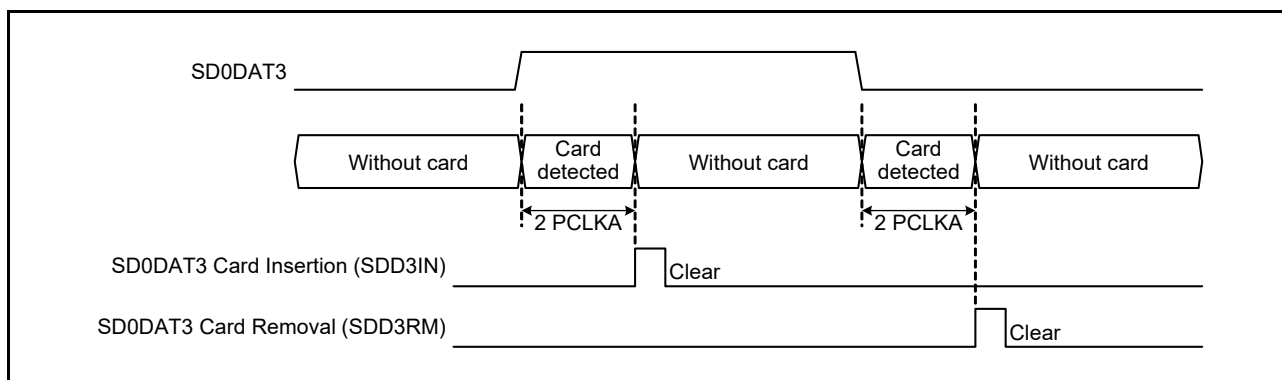 SD0DAT3
Without card
Card
detected
Without card
Card
detected
Without card
2 PCLKA
2 PCLKA
SD0DAT3 Card Insertion (SDD3IN)
Clear
SD0DAT3 Card Removal (SDD3RM)
Clear